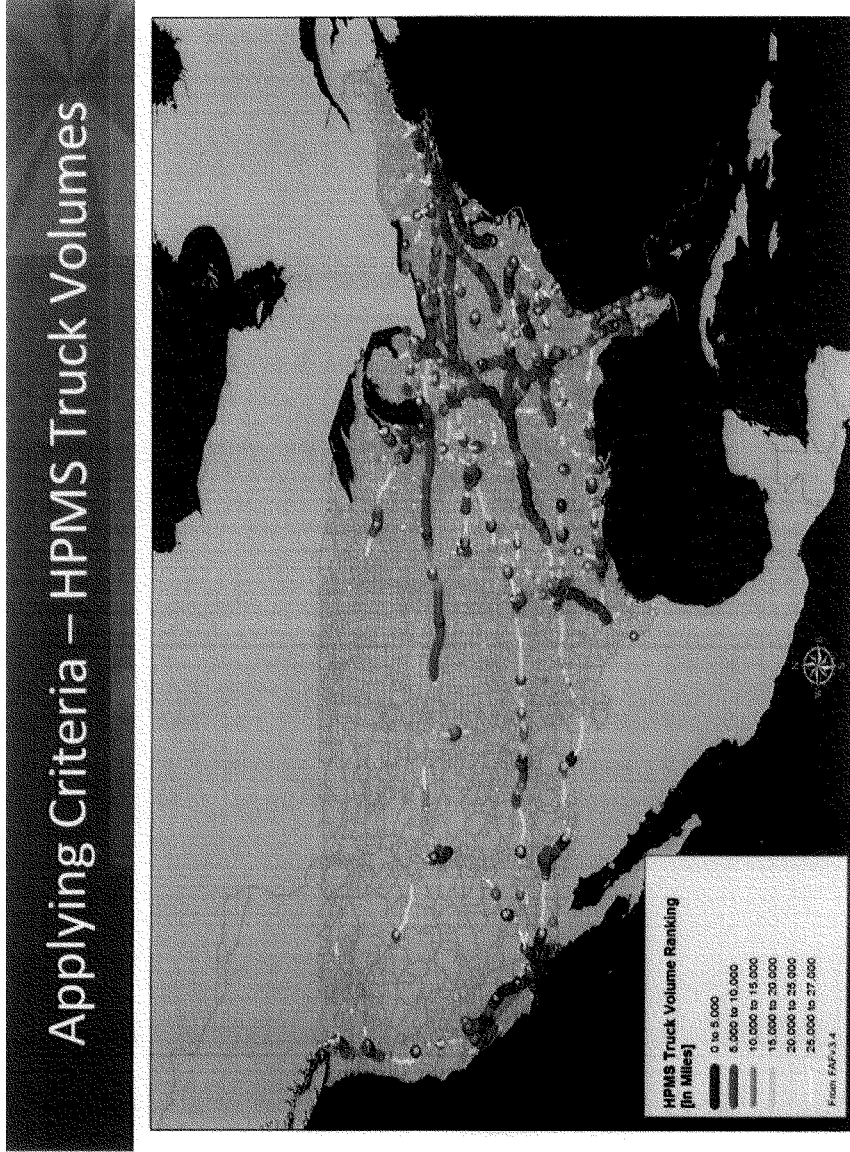 Applying Criteria – HPMS Truck Volumes
HPMS Truck Volume Ranking
[In Miles]
0 to 5,000
5,000 to 10,000
10,000 to 15,000
15,000 to 20,000
20,000 to 25,000
25,000 to 27,000
From FAFv3.4